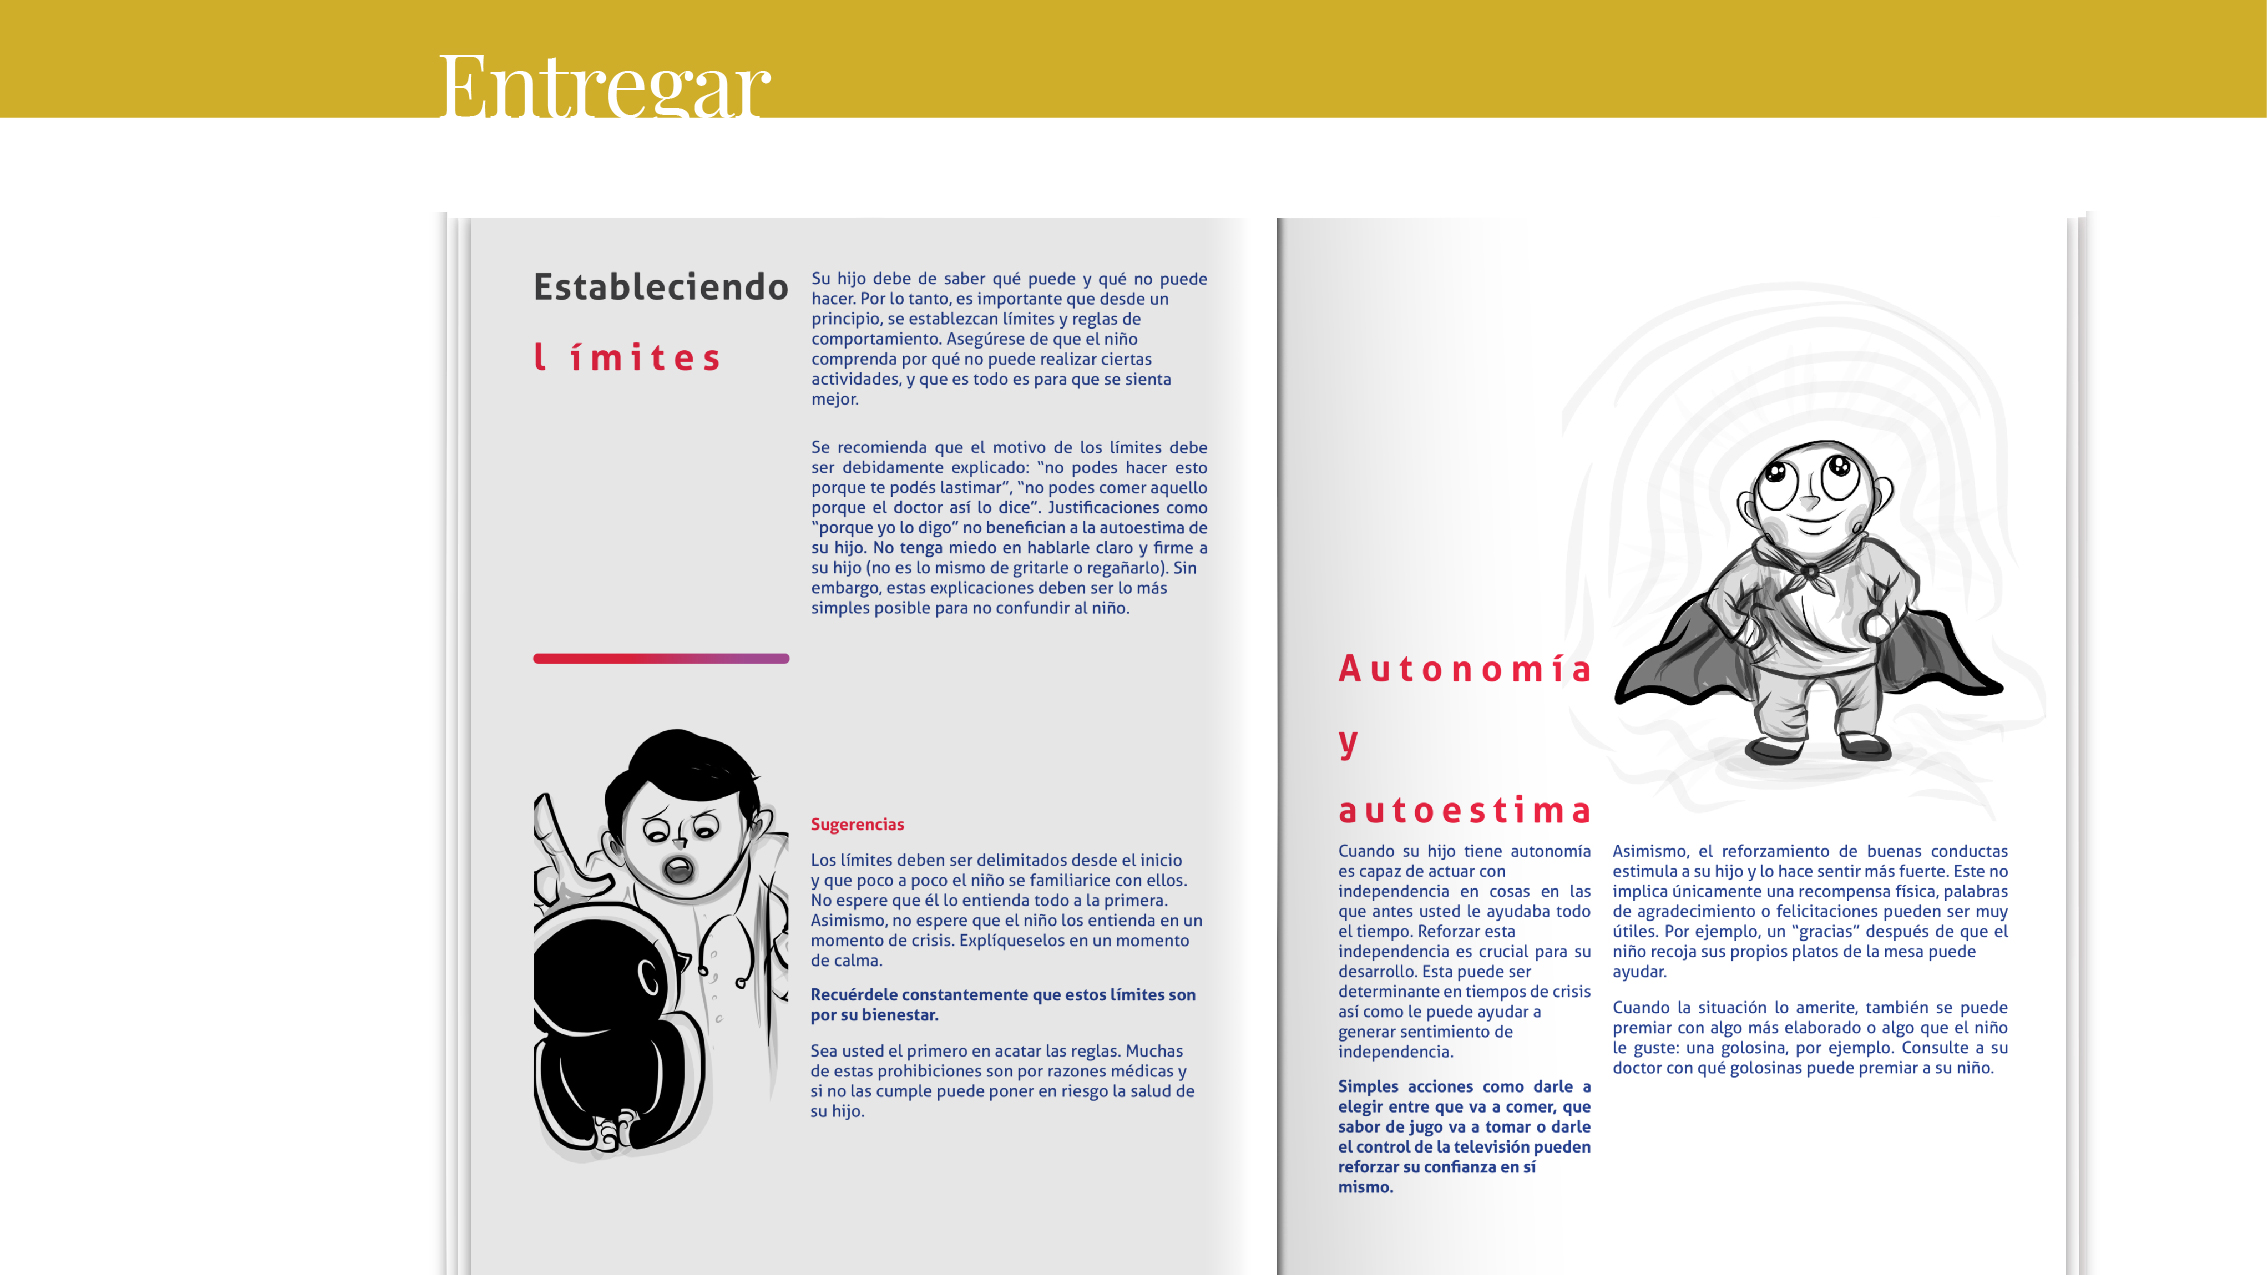 Entregar
Estableciendo
l ímites
Su hijo debe de saber qué puede y qué no puede
hacer. Por lo tanto, es importante que desde un
principio, se establezcan límites y reglas de
comportamiento. Asegúrese de que el niño
comprenda por qué no puede realizar ciertas
actividades, y que es todo es para que se sienta
mejor.
Se recomienda que el motivo de los límites debe
ser debidamente explicado: “no podes hacer esto
porque te podés lastimar”, “no podes comer aquello
porque el doctor así lo dice”. Justificaciones como
“porque yo lo digo” no benefician a la autoestima de
su hijo. No tenga miedo en hablarle claro y firme a
su hijo (no es lo mismo de gritarle o regañarlo). Sin
embargo, estas explicaciones deben ser lo más
simples posible para no confundir al niño.
Sugerencias
Los límites deben ser delimitados desde el inicio
y que poco a poco el niño se familiarice con ellos.
No espere que él lo entienda todo a la primera.
Asimismo, no espere que el niño los entienda en un
momento de crisis. Explíqueselos en un momento
de calma.
Recuérdele constantemente que estos límites son
por su bienestar.
Sea usted el primero en acatar las reglas. Muchas
de estas prohibiciones son por razones médicas y
si no las cumple puede poner en riesgo la salud de
su hijo.
Autonomía
y
autoestima
Cuando su hijo tiene autonomía
es capaz de actuar con
independencia en cosas en las
que antes usted le ayudaba todo
el tiempo. Reforzar esta
independencia es crucial para su
desarrollo. Esta puede ser
determinante en tiempos de crisis
así como le puede ayudar a
generar sentimiento de
independencia.
Simples acciones como darle a
elegir entre que va a comer, que
sabor de jugo va a tomar o darle
el control de la televisión pueden
reforzar su confianza en sí
mismo.
Asimismo, el reforzamiento de buenas conductas
estimula a su hijo y lo hace sentir más fuerte. Este no
implica únicamente una recompensa física, palabras
de agradecimiento o felicitaciones pueden ser muy
útiles. Por ejemplo, un “gracias” después de que el
niño recoja sus propios platos de la mesa puede
ayudar.
Cuando la situación lo amerite, también se puede
premiar con algo más elaborado o algo que el niño
le guste: una golosina, por ejemplo. Consulte a su
doctor con qué golosinas puede premiar a su niño.